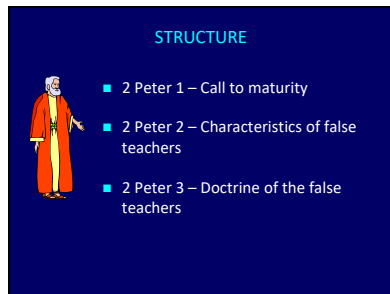 STRUCTURE
2 Peter 1 – Call to maturity
2 Peter 2 – Characteristics of false
teachers
2 Peter 3 – Doctrine of the false
teachers